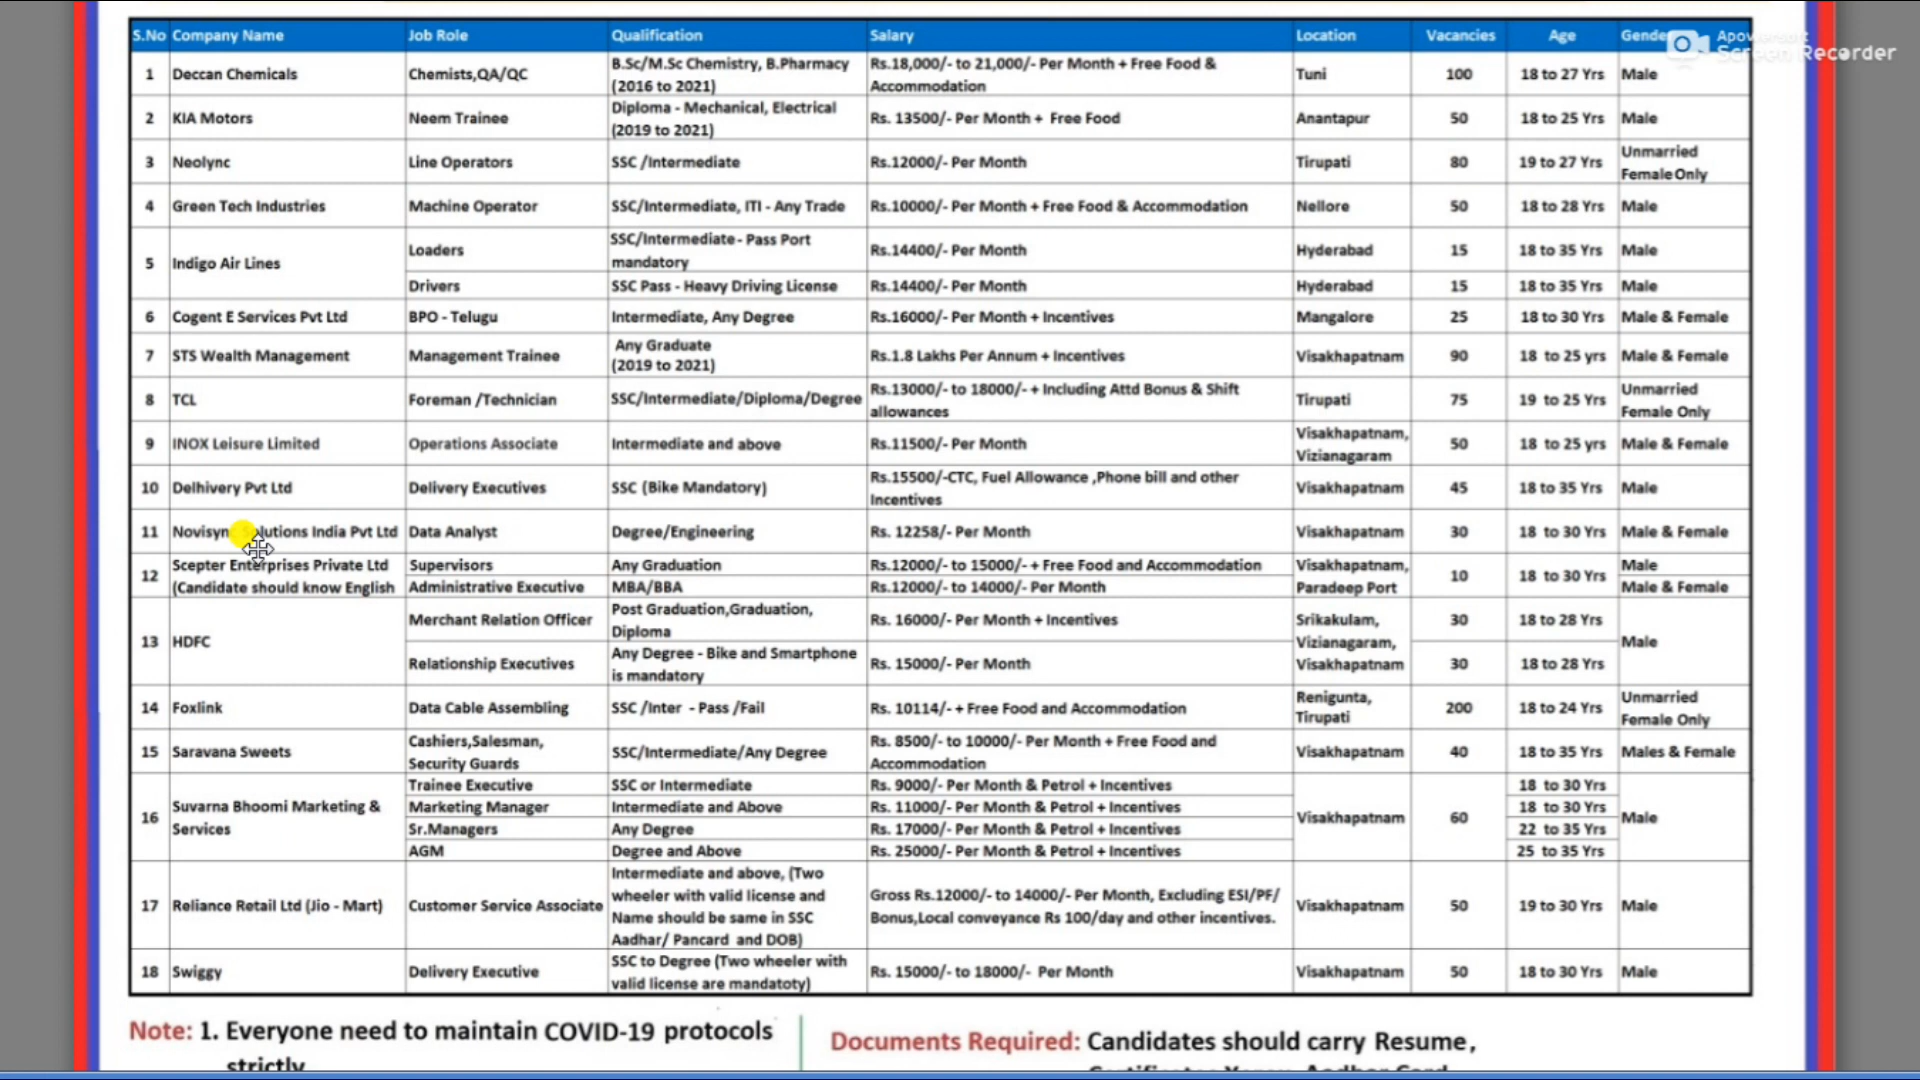 S.No Company Name Job Role Qualification Salary Location Vacancies Age
Apowersoft
Screen Recorder
1 Deccan Chemicals Chemists,QA/QC B.Sc/M.Sc Chemistry, B.Pharmacy (2016 to 2021) Rs.18,000/- to 21,000/- Per Month + Free Food & Accommodation Tuni 100 18 to 27 Yrs Male
2 KIA Motors Neem Trainee Diploma - Mechanical, Electrical (2019 to 2021) Rs. 13500/- Per Month + Free Food Anantapur 50 18 to 25 Yrs Male
3 Neolync Line Operators SSC /Intermediate Rs.12000/- Per Month Tirupati 80 19 to 27 Yrs Unmarried Female Only
4 Green Tech Industries Machine Operator SSC/Intermediate, ITI - Any Trade Rs.10000/- Per Month + Free Food & Accommodation Nellore 50 18 to 28 Yrs Male
5 Indigo Air Lines Loaders SSC/Intermediate- Pass Port mandatory Rs.14400/- Per Month Hyderabad 15 18 to 35 Yrs Male
Drivers SSC Pass - Heavy Driving License Rs.14400/- Per Month Hyderabad 15 18 to 35 Yrs Male
6 Cogent E Services Pvt Ltd BPO - Telugu Intermediate, Any Degree Rs.16000/- Per Month + Incentives Mangalore 25 18 to 30 Yrs Male & Female
7 STS Wealth Management Management Trainee Any Graduate (2019 to 2021) Rs.1.8 Lakhs Per Annum + Incentives Visakhapatnam 90 18 to 25 yrs Male & Female
8 TCL Foreman /Technician SSC/Intermediate/Diploma/Degree Rs.13000/- to 18000/- + Including Attd Bonus & Shift allowances Tirupati 75 19 to 25 Yrs Unmarried Female Only
9 INOX Leisure Limited Operations Associate Intermediate and above Rs.11500/- Per Month Visakhapatnam, Vizianagaram 50 18 to 25 yrs Male & Female
10 Delhivery Pvt Ltd Delivery Executives SSC (Bike Mandatory) Rs.15500/-CTC, Fuel Allowance ,Phone bill and other Incentives Visakhapatnam 45 18 to 35 Yrs Male
11 Solutions India Pvt Ltd Data Analyst Degree/Engineering Rs. 12258/- Per Month Visakhapatnam 30 18 to 30 Yrs Male & Female
12 Scepter Enterprises Private Ltd (Candidate should know English Supervisors Any Graduation Rs.12000/- to 15000/- + Free Food and Accommodation Visakhapatnam, Paradeep Port 10 18 to 30 Yrs Male
Administrative Executive MBA/BBA Rs.12000/- to 14000/- Per Month Male & Female
13 HDFC Merchant Relation Officer Post Graduation,Graduation, Diploma Rs. 16000/- Per Month + Incentives Srikakulam, Vizianagaram, Visakhapatnam 30 18 to 28 Yrs Male
Relationship Executives Any Degree - Bike and Smartphone is mandatory Rs. 15000/- Per Month 30 18 to 28 Yrs
14 Foxlink Data Cable Assembling SSC /Inter - Pass /Fail Rs. 10114/- + Free Food and Accommodation Renigunta, Tirupati 200 18 to 24 Yrs Unmarried Female Only
15 Saravana Sweets Cashiers,Salesman, Security Guards SSC/Intermediate/Any Degree Rs. 8500/- to 10000/- Per Month + Free Food and Accommodation Visakhapatnam 40 18 to 35 Yrs Males & Female
16 Suvarna Bhoomi Marketing & Services Trainee Executive SSC or Intermediate Rs. 9000/- Per Month & Petrol + Incentives Visakhapatnam 60 18 to 30 Yrs Male
Marketing Manager Intermediate and Above Rs. 11000/- Per Month & Petrol + Incentives 18 to 30 Yrs
Sr.Managers Any Degree Rs. 17000/- Per Month & Petrol + Incentives 22 to 35 Yrs
AGM Degree and Above Rs. 25000/- Per Month & Petrol + Incentives 25 to 35 Yrs
17 Reliance Retail Ltd (Jio - Mart) Customer Service Associate Intermediate and above, (Two wheeler with valid license and Name should be same in SSC Aadhar/ Pancard and DOB) Gross Rs.12000/- to 14000/- Per Month, Excluding ESI/PF/ Bonus,Local conveyance Rs 100/day and other incentives. Visakhapatnam 50 19 to 30 Yrs Male
18 Swiggy Delivery Executive SSC to Degree (Two wheeler with valid license are mandatoty) Rs. 15000/- to 18000/- Per Month Visakhapatnam 50 18 to 30 Yrs Male
Note: 1. Everyone need to maintain COVID-19 protocols
strictly
Documents Required: Candidates should carry Resume,